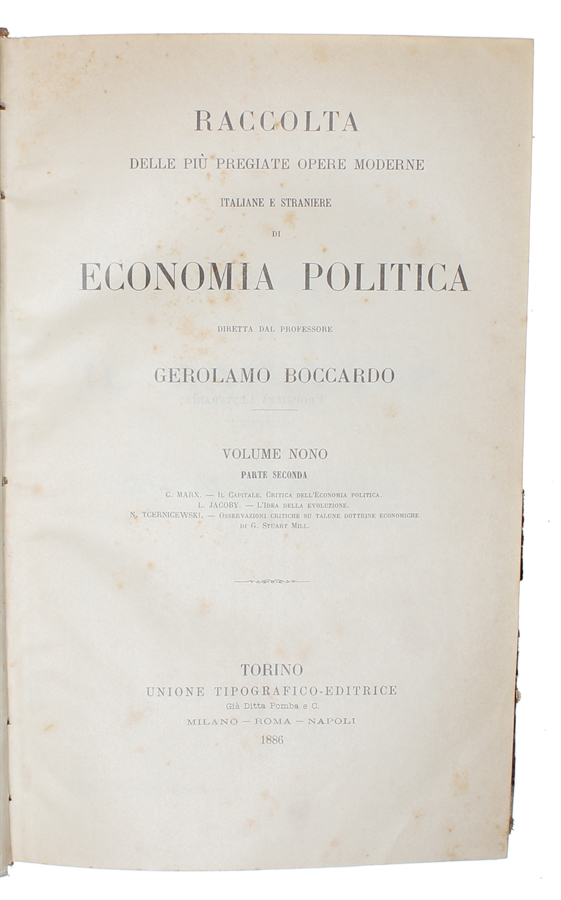 RACCOLTA
DELLE PIÙ PREGIATE OPERE MODERNE
ITALIANE E STRANIERE
DI
ECONOMIA POLITICA
DIRETTA DAL PROFESSORE
GEROLAMO BOCCARDO
VOLUME NONO
PARTE SECONDA
C. MARX. — IL CAPITALE, CRITICA DELL'ECONOMIA POLITICA.
L. JACOBY. — L'IDEA DELLA EVOLUZIONE.
N. TCERNICEWSKI. — OSSERVAZIONI CRITICHE SU TALUNE DOTTRINE ECONOMICHE
DI G. STUART MILL.
TORINO
UNIONE TIPOGRAFICO-EDITRICE
Già Ditta Pomba e C.
MILANO — ROMA — NAPOLI
1886